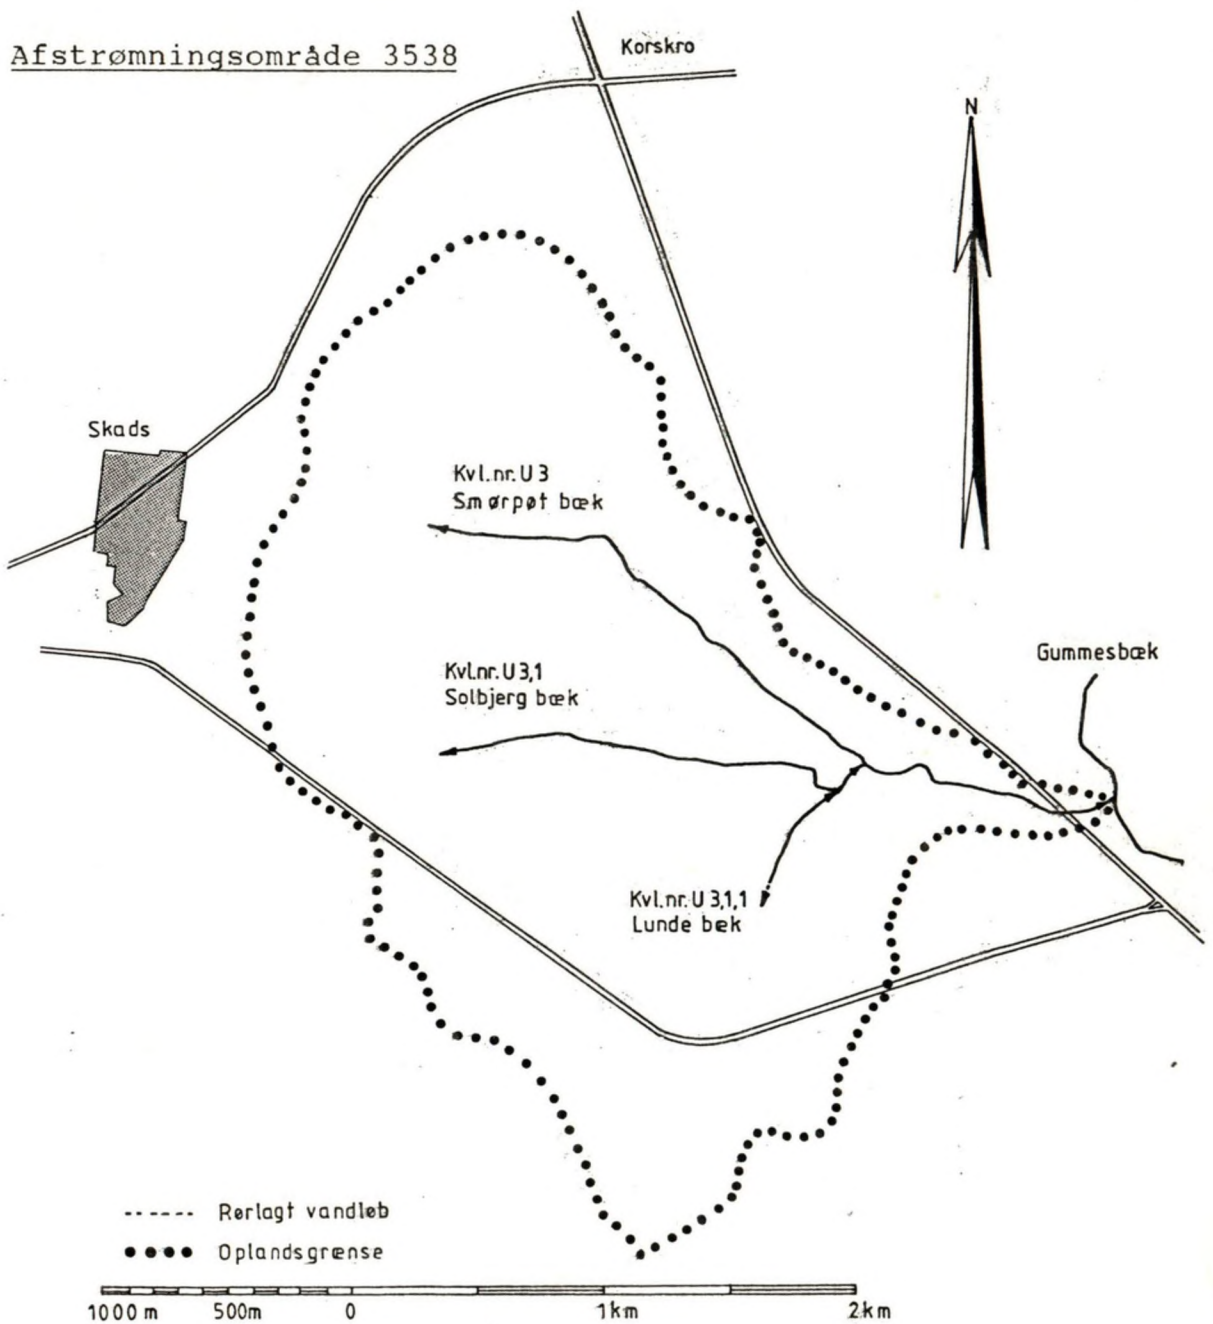 Afstrømningsområde 3538
Korskro
N
Skads
Kvl.nr. U 3
Smørpøt bæk
Gummesbæk
Kvl.nr. U 3,1
Solbjerg bæk
Kvl.nr. U 3,1,1
Lunde bæk
Rørlagt vandløb
Oplandsgrænse
1000 m 500m 0 1km 2km